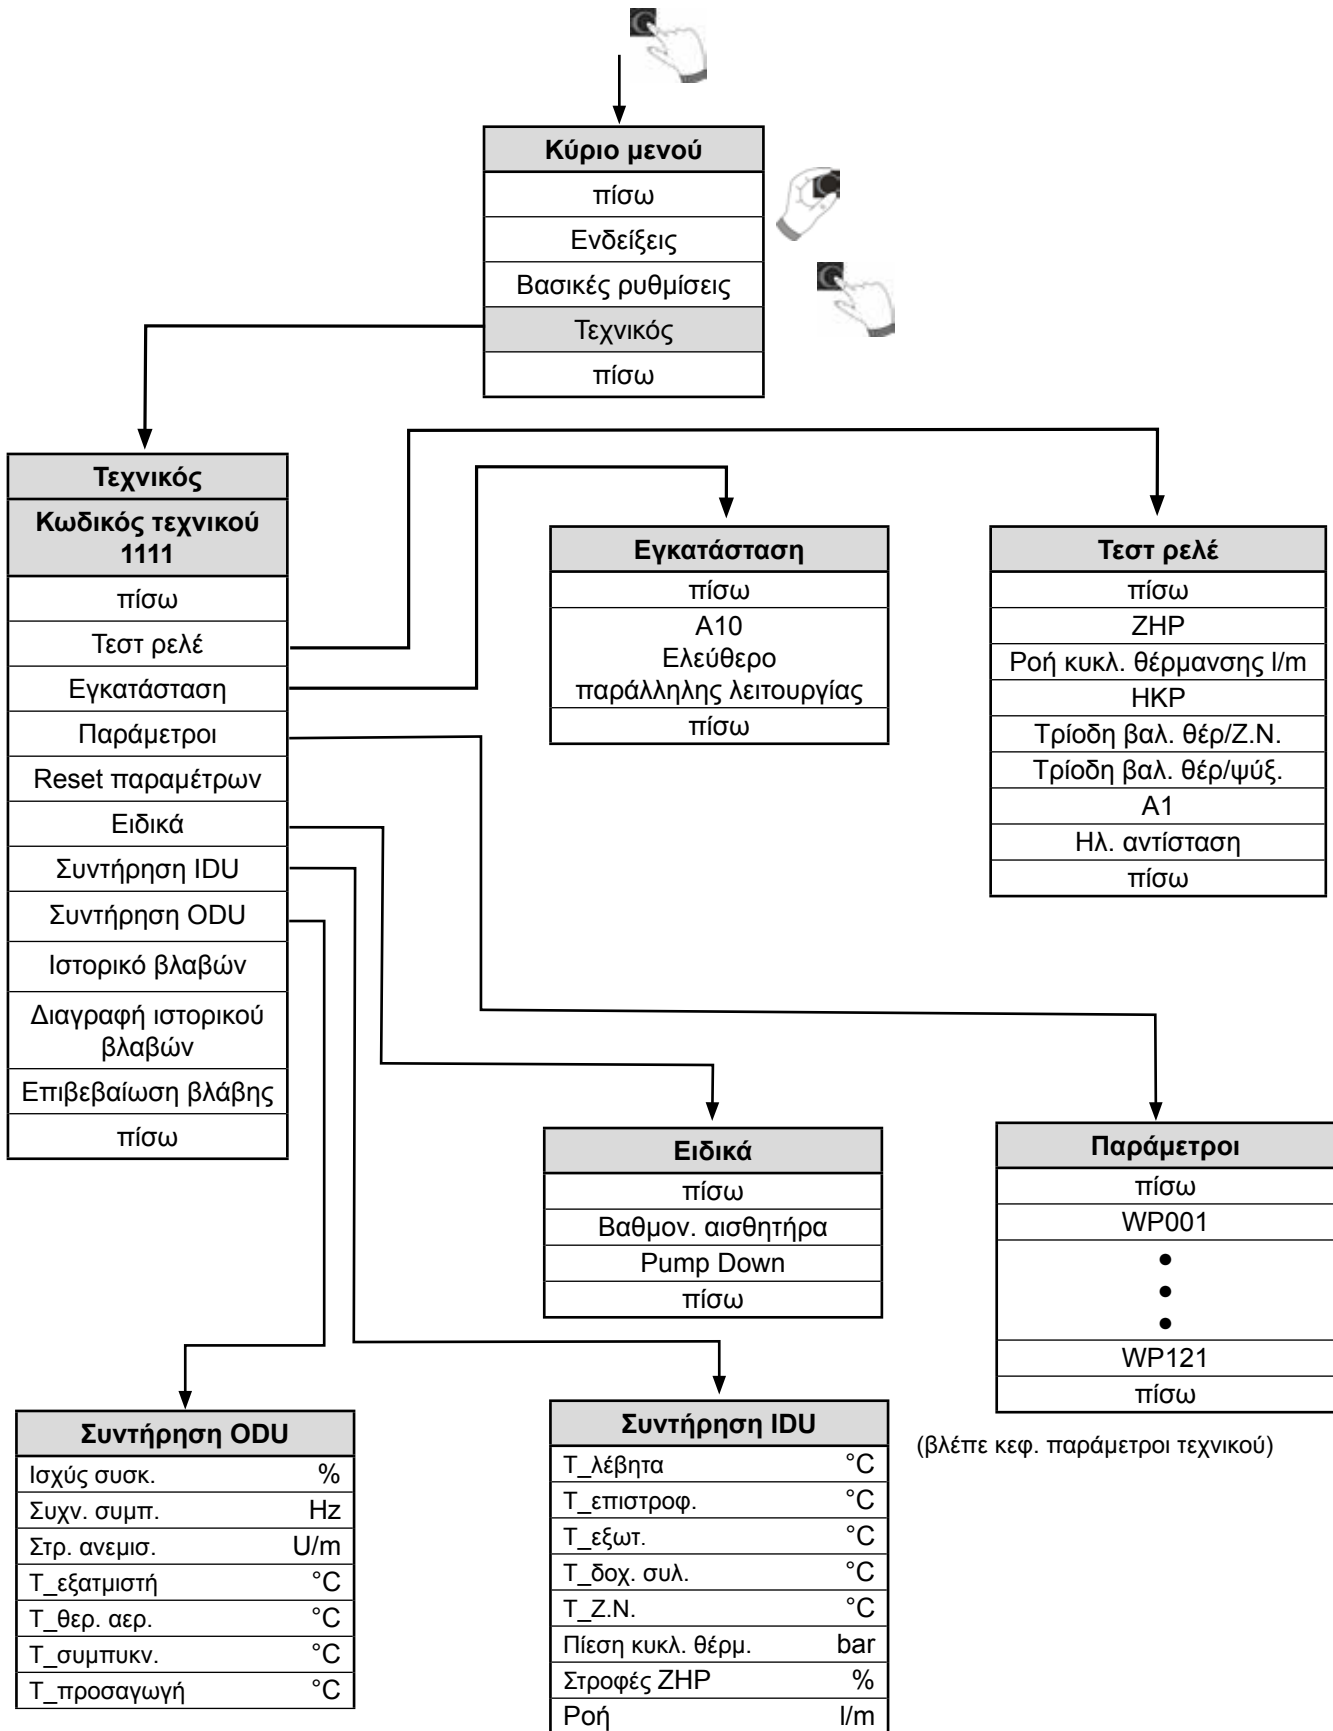 Κύριο μενού
πίσω
Ενδείξεις
Βασικές ρυθμίσεις
Τεχνικός
πίσω
Τεχνικός
Κωδικός τεχνικού
1111
πίσω
Τεστ ρελέ
Εγκατάσταση
Παράμετροι
Reset παραμέτρων
Ειδικά
Συντήρηση IDU
Συντήρηση ODU
Ιστορικό βλαβών
Διαγραφή ιστορικού
βλαβών
Επιβεβαίωση βλάβης
πίσω
Εγκατάσταση
πίσω
A10
Ελεύθερο
παράλληλης λειτουργίας
πίσω
Τεστ ρελέ
πίσω
ZHP
Ροή κυκλ. θέρμανσης l/m
HKP
Τρίοδη βαλ. θέρ/Ζ.Ν.
Τρίοδη βαλ. θέρ/ψύξ.
A1
Ηλ. αντίσταση
πίσω
Ειδικά
πίσω
Βαθμον. αισθητήρα
Pump Down
πίσω
Παράμετροι
πίσω
WP001
•
•
•
WP121
πίσω
(βλέπε κεφ. παράμετροι τεχνικού)
Συντήρηση ODU
Ισχύς συσκ. %
Συχν. συμπ. Hz
Στρ. ανεμισ. U/m
T_εξατμιστή °C
T_θερ. αερ. °C
T_συμπυκν. °C
T_προσαγωγή °C
Συντήρηση IDU
T_λέβητα °C
T_επιστροφ. °C
T_εξωτ. °C
T_δοχ. συλ. °C
T_Z.N. °C
Πίεση κυκλ. θέρμ. bar
Στροφές ZHP %
Ροή l/m